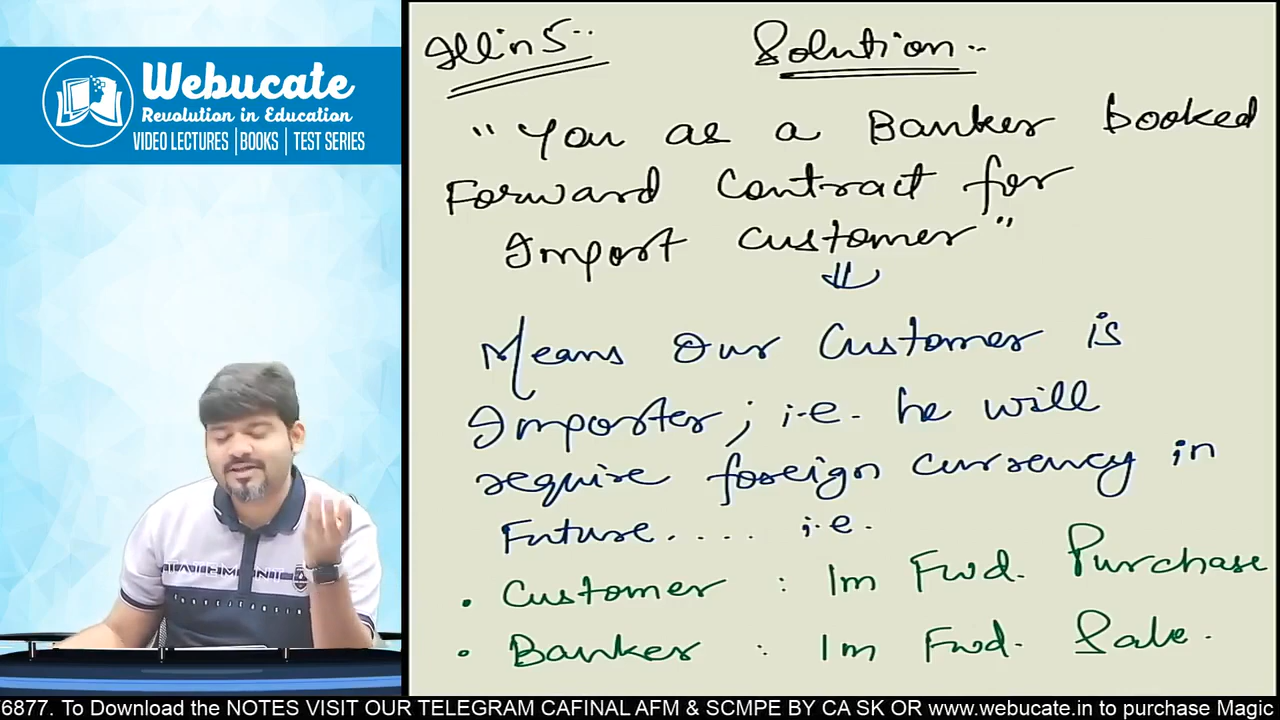 Webucate
Revolution in Education
VIDEO LECTURES | BOOKS | TEST SERIES
Illn 5.. Solution..
"You as a Banker booked
Forward Contract for
Import customer"
Means our customer is
Importer; i.e. he will
require foreign currency in
Future.... i.e.
• Customer : 1m Fwd. Purchase
• Banker : 1m Fwd. Sale.
TATEMENT
6877. To Download the NOTES VISIT OUR TELEGRAM CAFINAL AFM & SCMPE BY CA SK OR www.webucate.in to purchase Magic